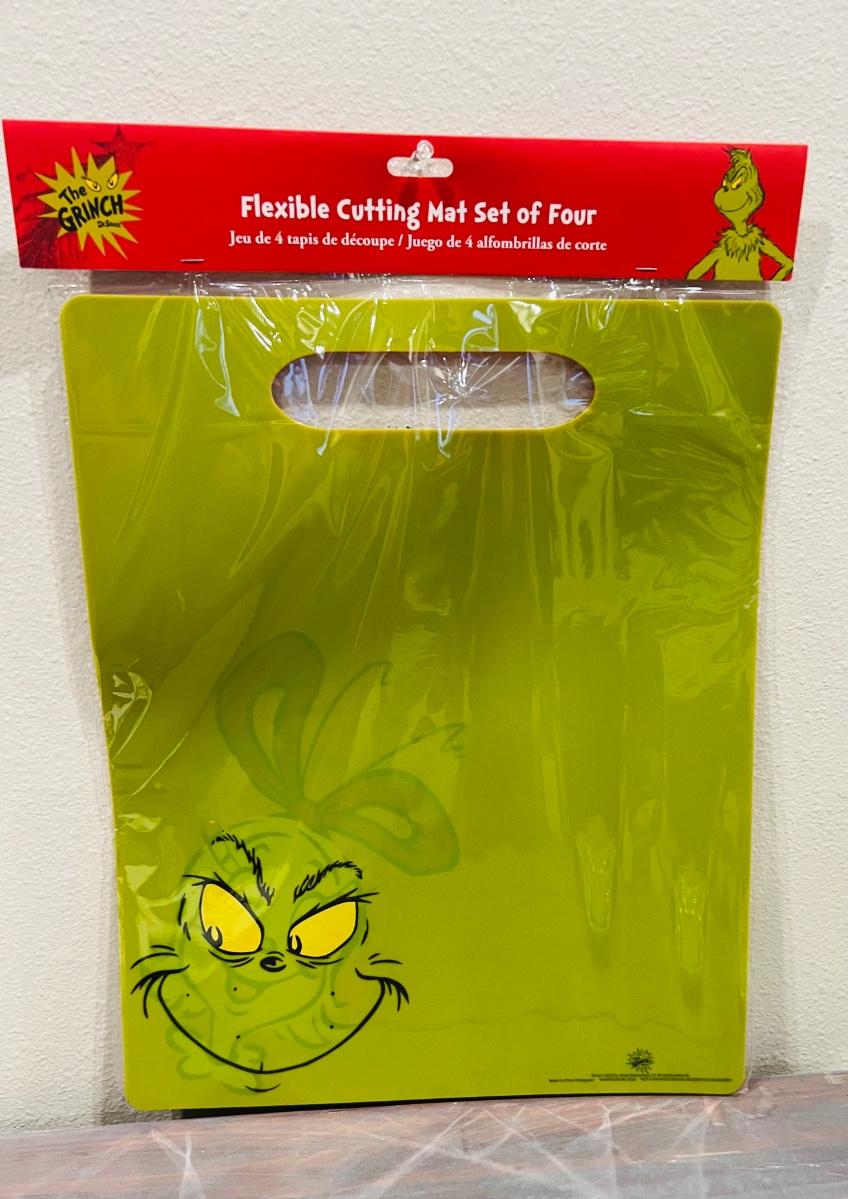 The
GRINCH
Dr. Seuss
Flexible Cutting Mat Set of Four
Jeu de 4 tapis de découpe / Juego de 4 alfombrillas de corte